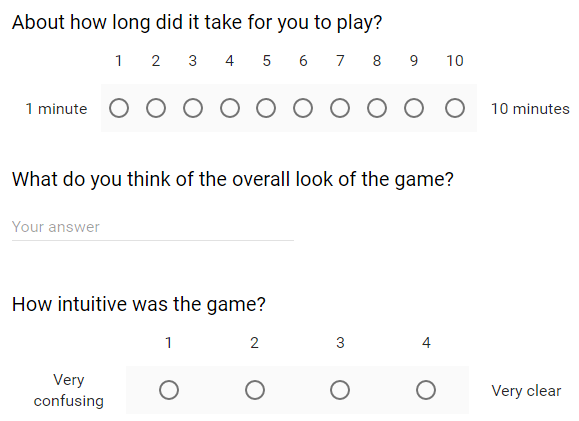 About how long did it take for you to play?
1 2 3 4 5 6 7 8 9 10
1 minute 10 minutes
What do you think of the overall look of the game?
Your answer
How intuitive was the game?
1 2 3 4
Very
confusing
Very clear